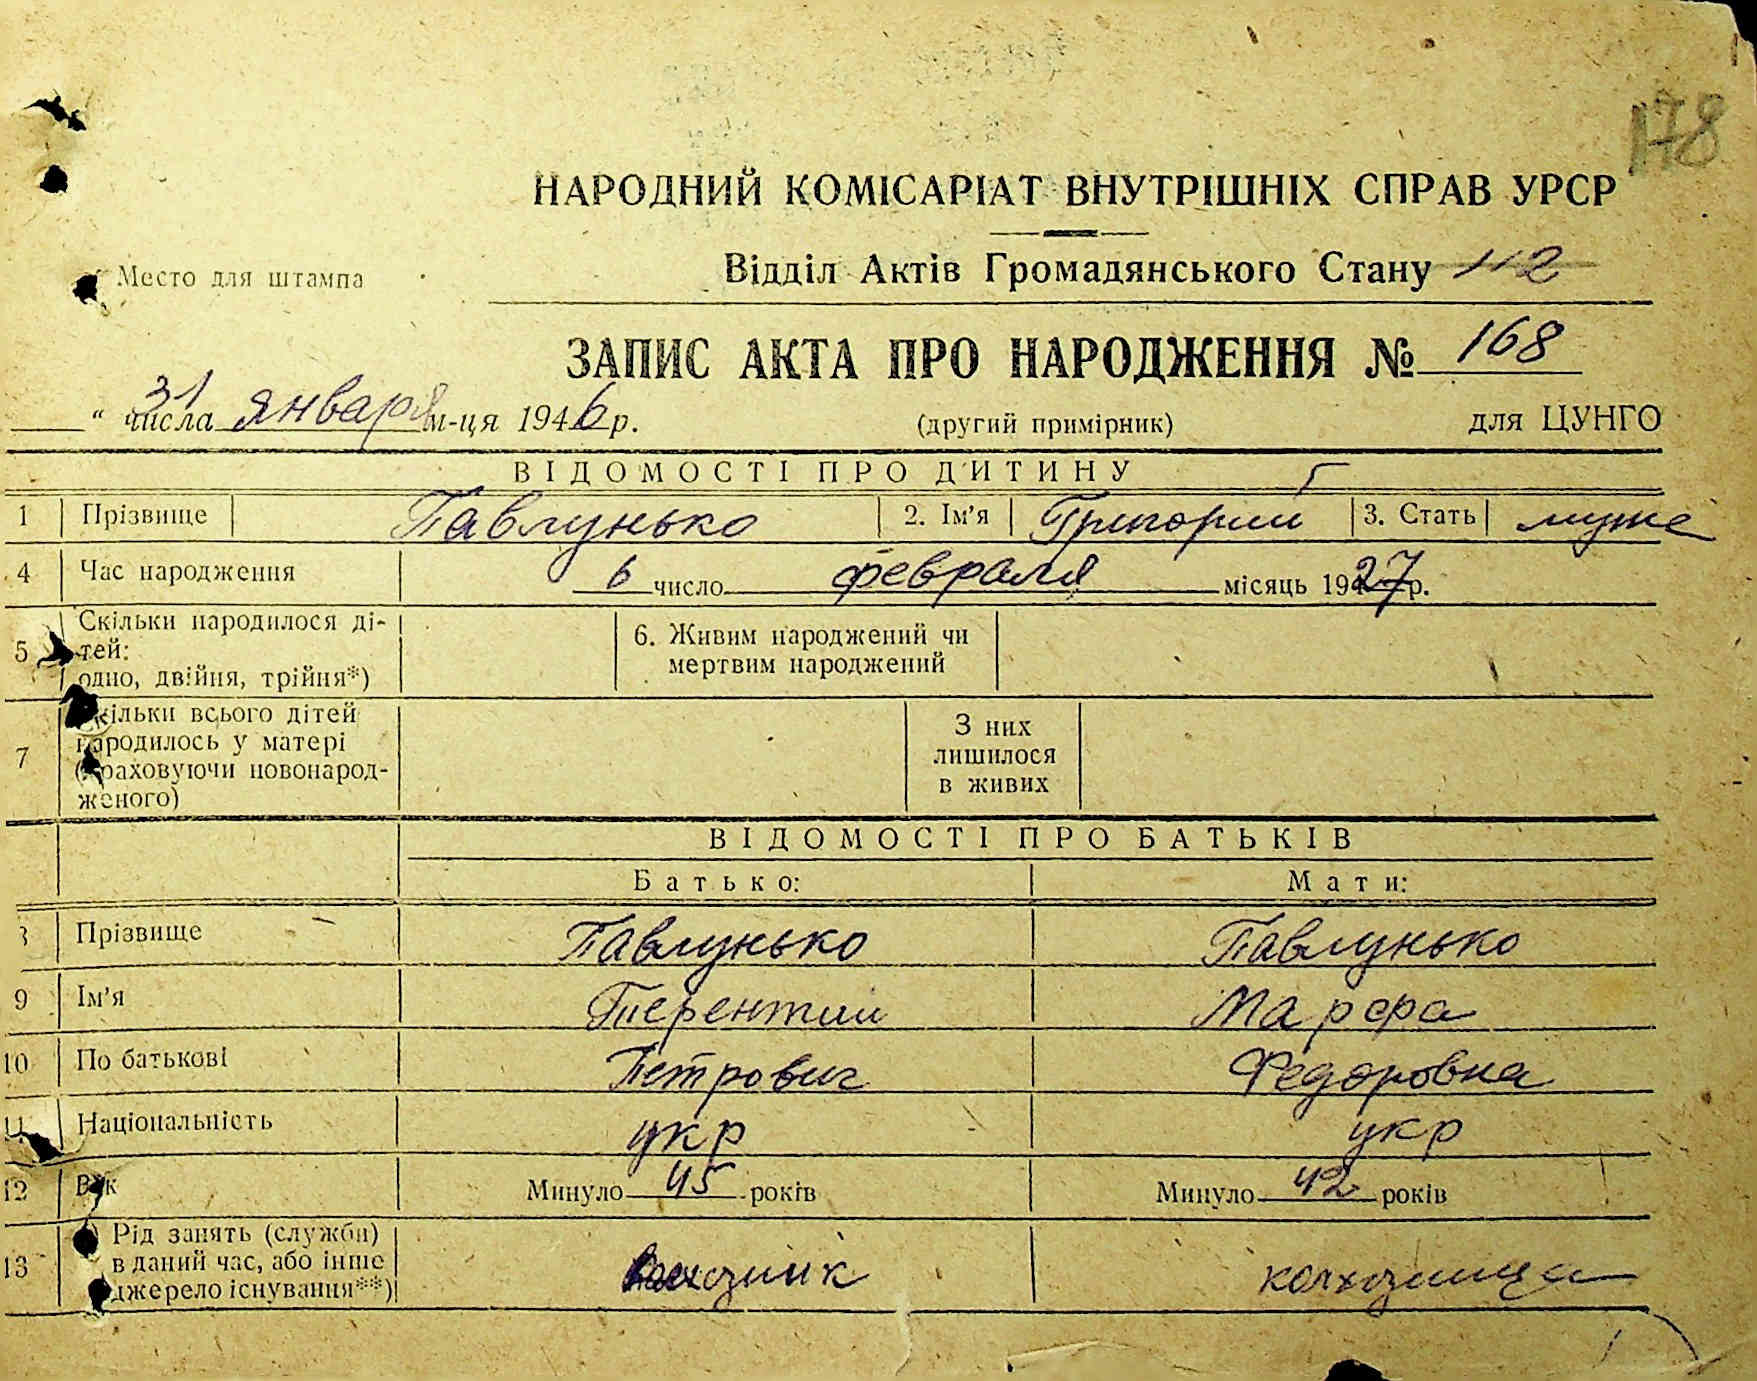 178
НАРОДНИЙ КОМІСАРІАТ ВНУТРІШНІХ СПРАВ УРСР
Место для штампа
Відділ Актів Громадянського Стану 112
ЗАПИС АКТА ПРО НАРОДЖЕННЯ № 168
" 31 числа января м-ця 1946 р. (другий примірник) для ЦУНГО
ВІДОМОСТІ ПРО ДИТИНУ
1 Прізвище Павлунько 2. Ім'я Григорий 3. Стать муже
4 Час народження 6 число февраля місяць 1927 р.
5 Скільки народилося ді-
тей:
одно, двійня, трійня*)
6. Живим народжений чи
мертвим народжений
7 Скільки всього дітей
народилось у матері
(враховуючи новонарод-
женого)
З них
лишилося
в живих
ВІДОМОСТІ ПРО БАТЬКІВ
Батько: Мати:
8 Прізвище Павлунько Павлунько
9 Ім'я Терентий Марфа
10 По батькові Петрович Федоровна
11 Національність укр укр
12 Вік Минуло 45 років Минуло 42 років
13 Рід занять (служби)
в даний час, або інше
джерело існування**)
колхозник колхозница